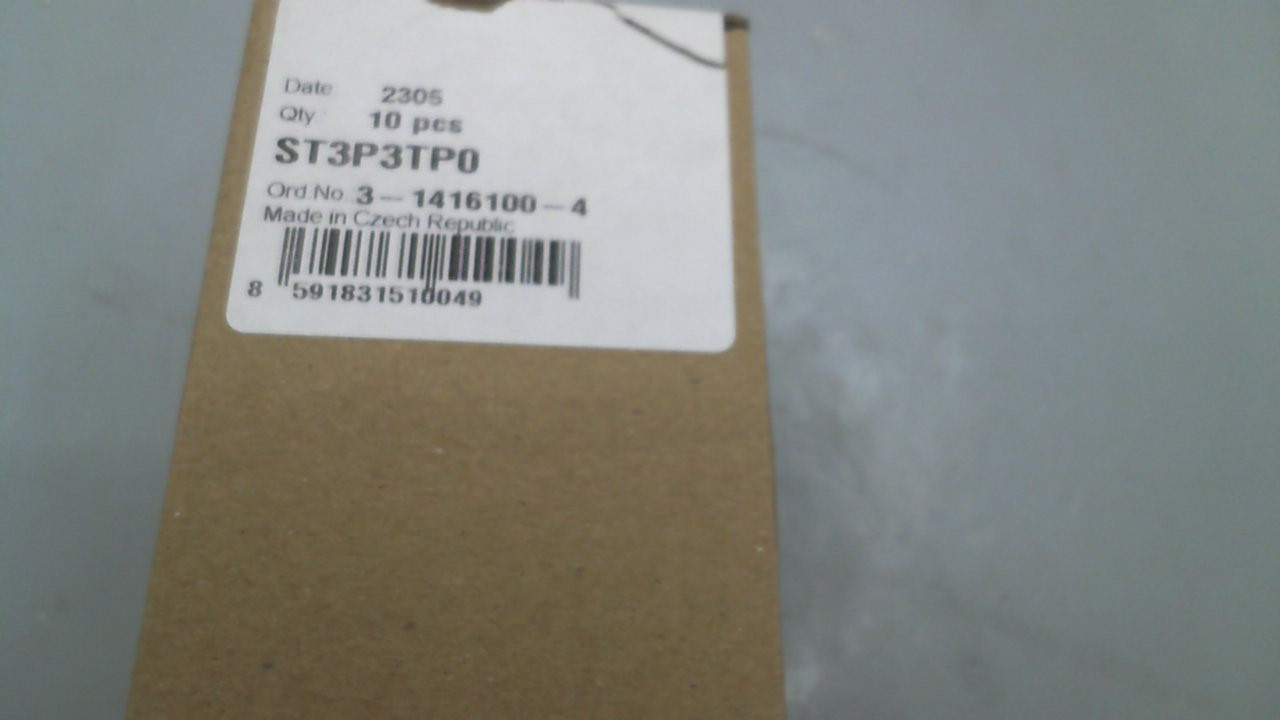 Date 2305
Qty 10 pcs
ST3P3TP0
Ord No. 3-1416100-4
Made in Czech Republic
8 591831510049